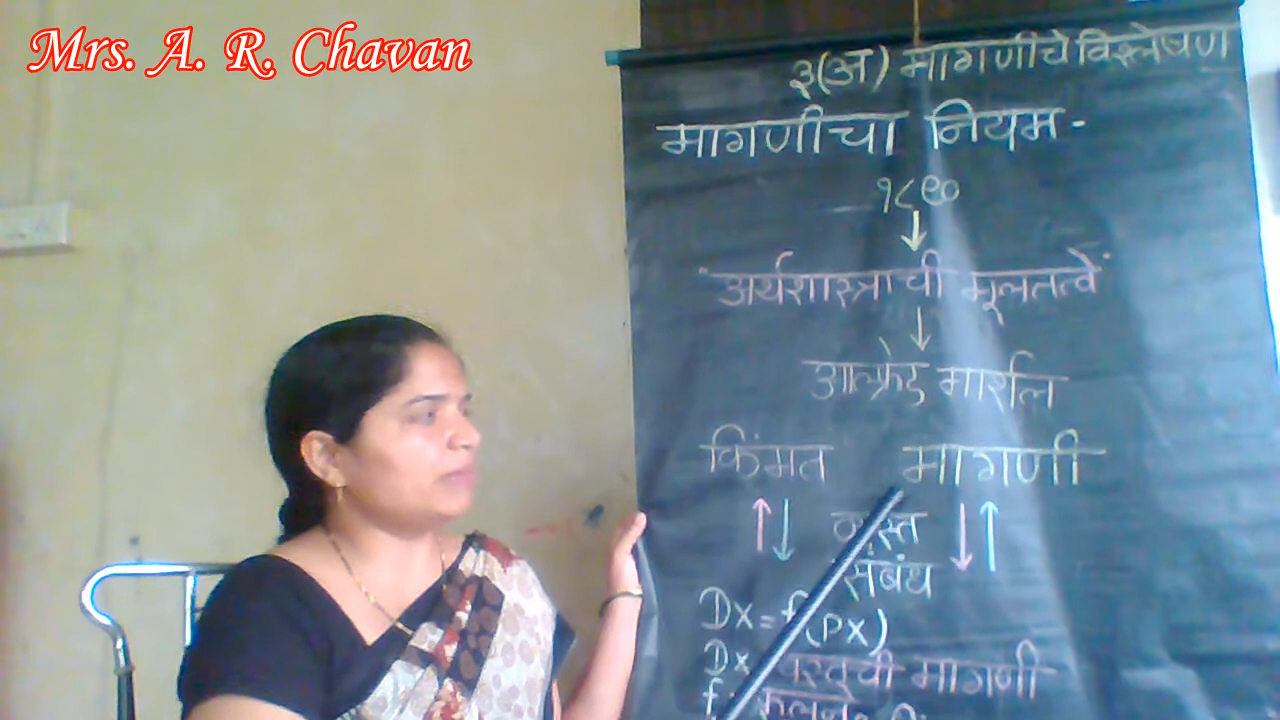 Mrs. A. R. Chavan
३(अ) मागणीचे विश्लेषण
मागणीचा नियम -
१८९०
"अर्थशास्त्राची मूलतत्वे"
आल्फ्रेड मार्शल
किंमत मागणी
व्यस्त
संबंध
Dx = f(PX)
Dx वस्तूची मागणी
f